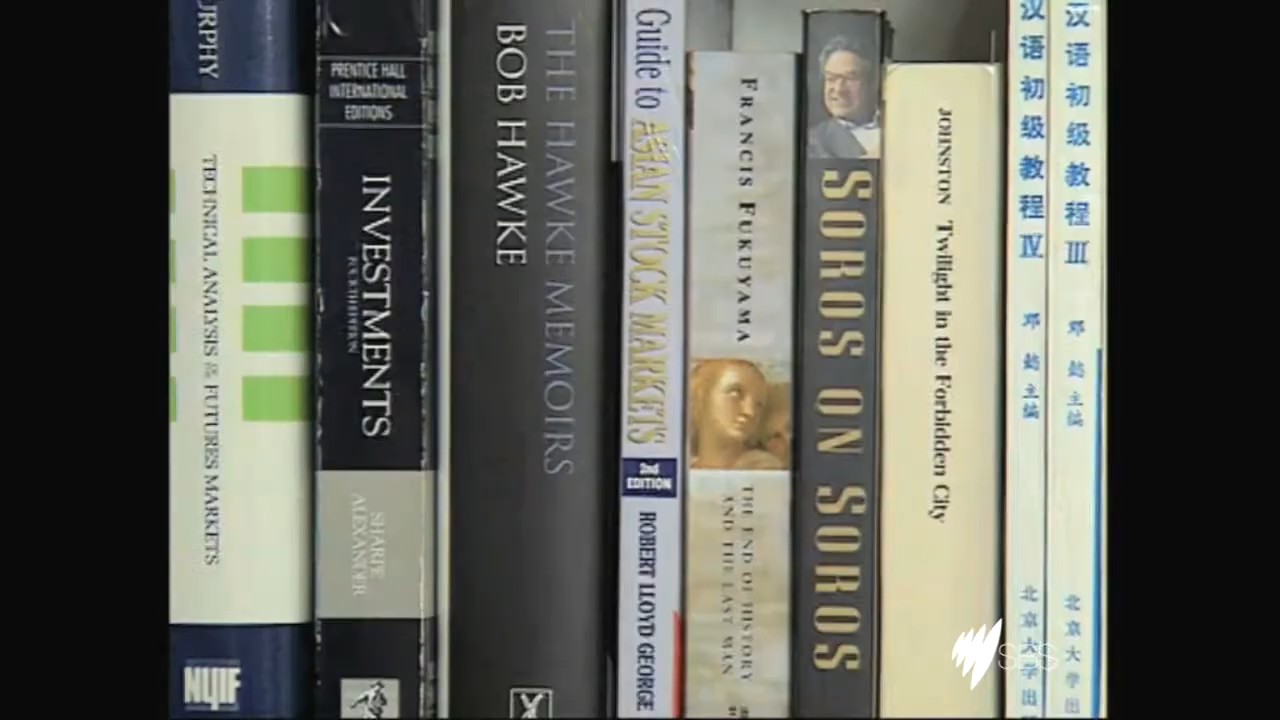 URPHY
TECHNICAL ANALYSIS OF THE FUTURES MARKETS
NYIF
PRENTICE HALL
INTERNATIONAL
EDITIONS
INVESTMENTS
FOURTH EDITION
SHARPE
ALEXANDER
THE HAWKE MEMOIRS
BOB HAWKE
Guide to ASIAN STOCK MARKETS
2nd
EDITION
ROBERT LLOYD GEORGE
FRANCIS FUKUYAMA
THE END OF HISTORY
AND THE LAST MAN
SOROS ON SOROS
JOHNSTON Twilight in the Forbidden City
汉语初级教程 Ⅳ 邓懿 主编 北京大学出
汉语初级教程 Ⅲ 邓懿 主编 北京大学出
SBS